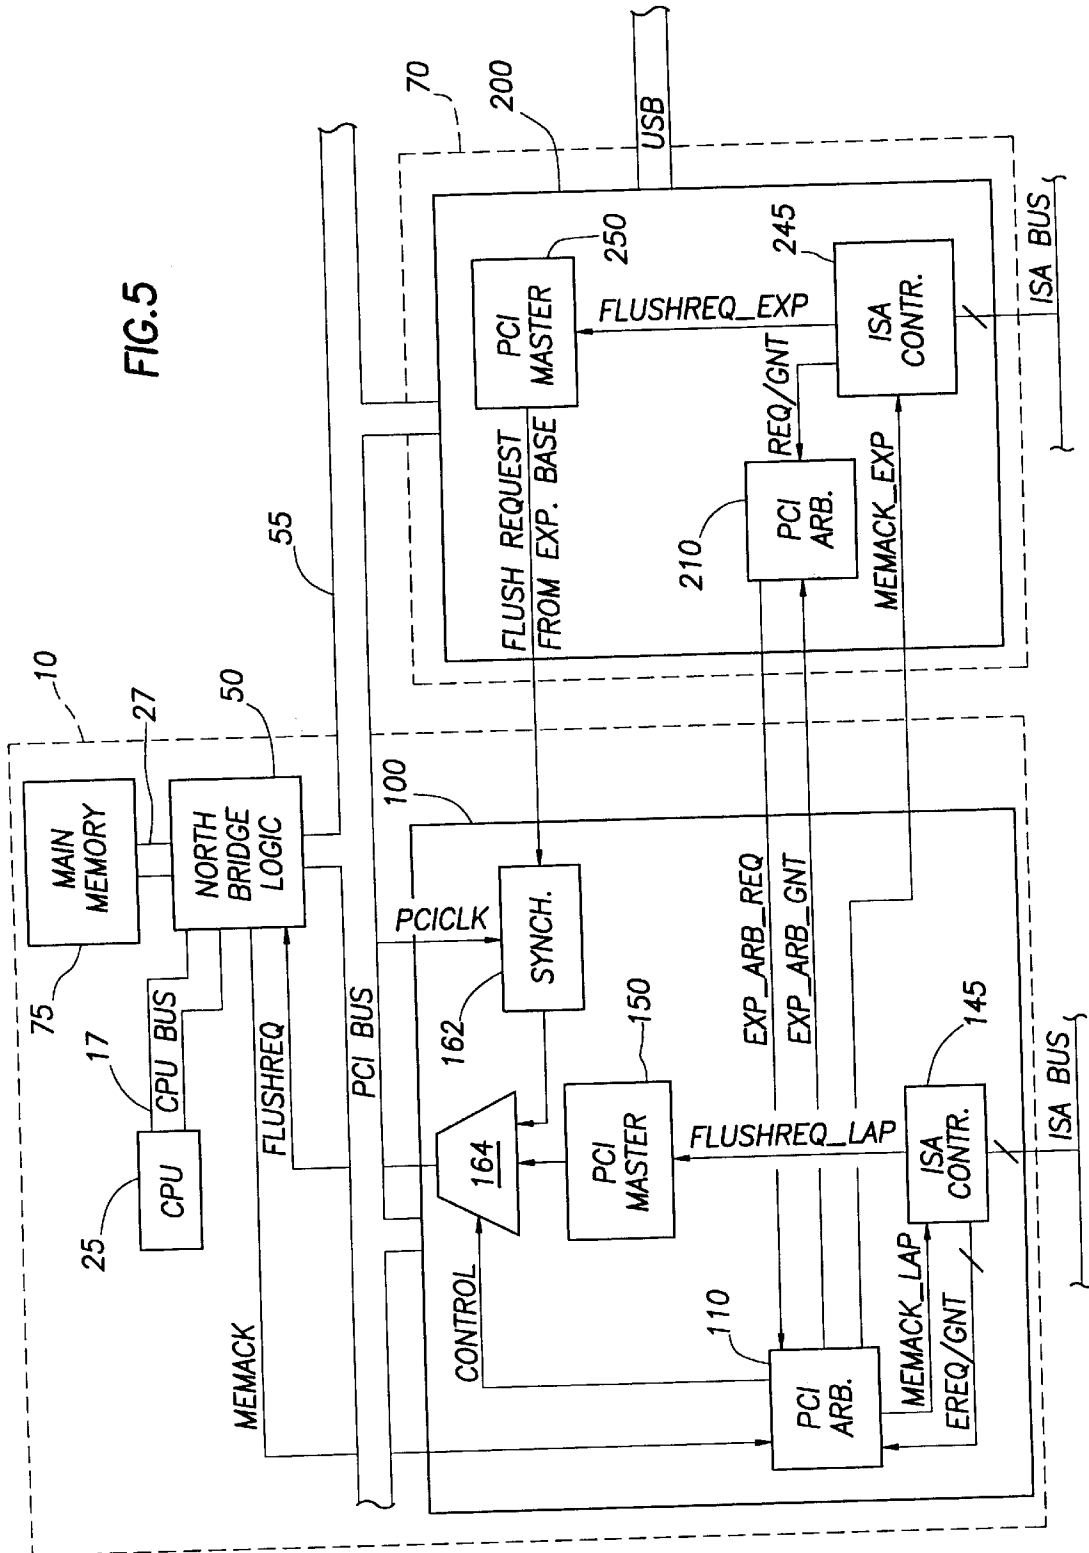 FIG.5
10
MAIN
MEMORY
75
27
50
NORTH
BRIDGE
LOGIC
17
CPU BUS
25
CPU
MEMACK
FLUSHREQ
55
PCI BUS
70
200
USB
100
PCICLK
SYNCH.
162
164
CONTROL
150
PCI
MASTER
FLUSHREQ_LAP
145
ISA
CONTR.
ISA BUS
110
PCI
ARB.
MEMACK_LAP
EREQ/GNT
EXP_ARB_REQ
EXP_ARB_GNT
FLUSH REQUEST
FROM EXP. BASE
250
PCI
MASTER
FLUSHREQ_EXP
245
ISA
CONTR.
REQ/GNT
210
PCI
ARB.
MEMACK_EXP
ISA BUS